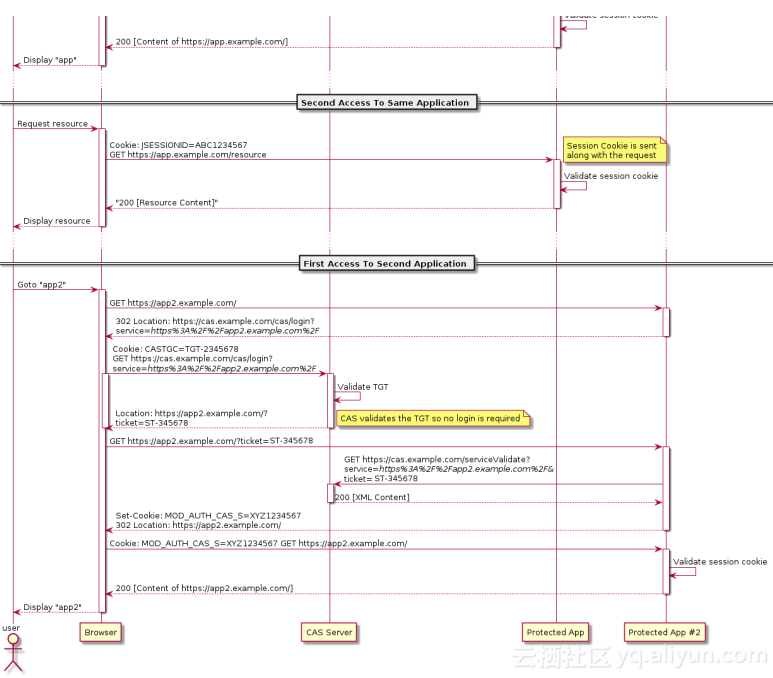 Validate session cookie
200 [Content of https://app.example.com/]
Display "app"
Second Access To Same Application
Request resource
Cookie: JSESSIONID=ABC1234567
GET https://app.example.com/resource
Session Cookie is sent
along with the request
Validate session cookie
"200 [Resource Content]"
Display resource
First Access To Second Application
Goto "app2"
GET https://app2.example.com/
302 Location: https://cas.example.com/cas/login?
service=https%3A%2F%2Fapp2.example.com%2F
Cookie: CASTGC=TGT-2345678
GET https://cas.example.com/cas/login?
service=https%3A%2F%2Fapp2.example.com%2F
Validate TGT
Location: https://app2.example.com/?
ticket=ST-345678
CAS validates the TGT so no login is required
GET https://app2.example.com/?ticket=ST-345678
GET https://cas.example.com/serviceValidate?
service=https%3A%2F%2Fapp2.example.com%2F&
ticket= ST-345678
200 [XML Content]
Set-Cookie: MOD_AUTH_CAS_S=XYZ1234567
302 Location: https://app2.example.com/
Cookie: MOD_AUTH_CAS_S=XYZ1234567 GET https://app2.example.com/
Validate session cookie
200 [Content of https://app2.example.com/]
Display "app2"
user
Browser
CAS Server
Protected App
Protected App #2
云栖社区 yq.aliyun.com